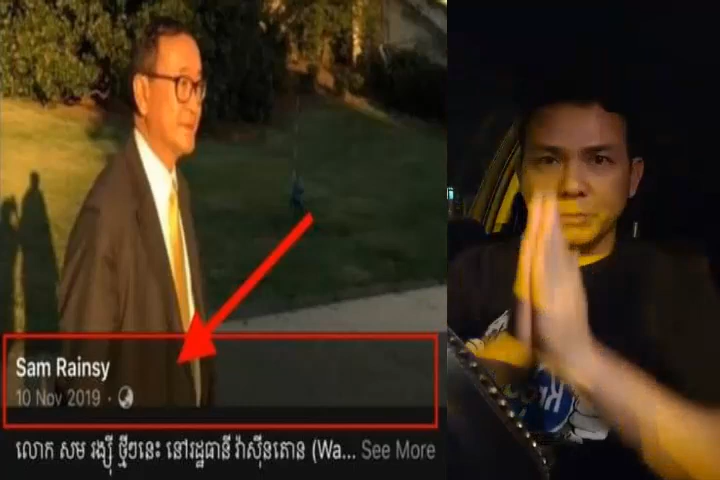 Sam Rainsy
10 Nov 2019 ·
លោក សម រង្ស៊ី ថ្មីៗនេះ នៅរដ្ឋធានី វ៉ាស៊ីនតោន (Wa... See More